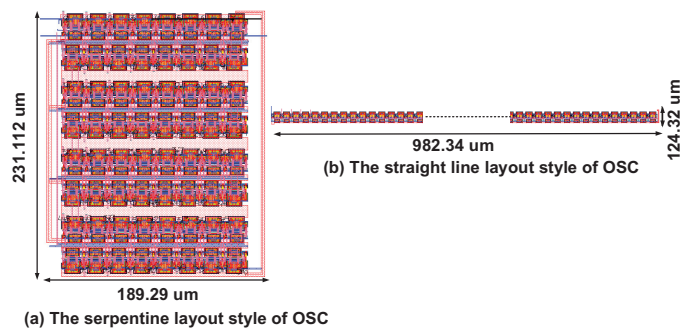 231.112 um
189.29 um
(a) The serpentine layout style of OSC
124.32 um
982.34 um
(b) The straight line layout style of OSC